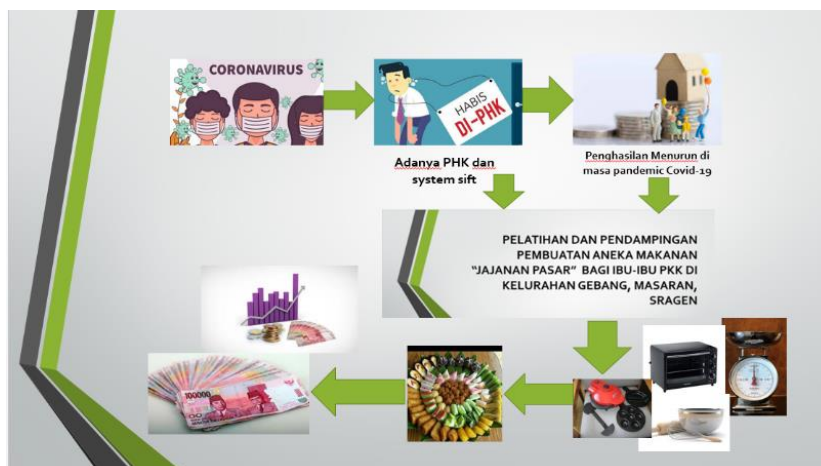 CORONAVIRUS
HABIS
DI-PHK
Adanya PHK dan
system sift
Penghasilan Menurun di
masa pandemic Covid-19
PELATIHAN DAN PENDAMPINGAN
PEMBUATAN ANEKA MAKANAN
"JAJANAN PASAR" BAGI IBU-IBU PKK DI
KELURAHAN GEBANG, MASARAN,
SRAGEN
100000